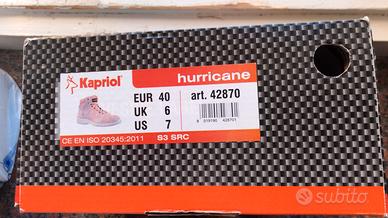 Kapriol
hurricane
EUR 40
UK 6
US 7
art. 42870
CE EN ISO 20345:2011 S3 SRC
subito